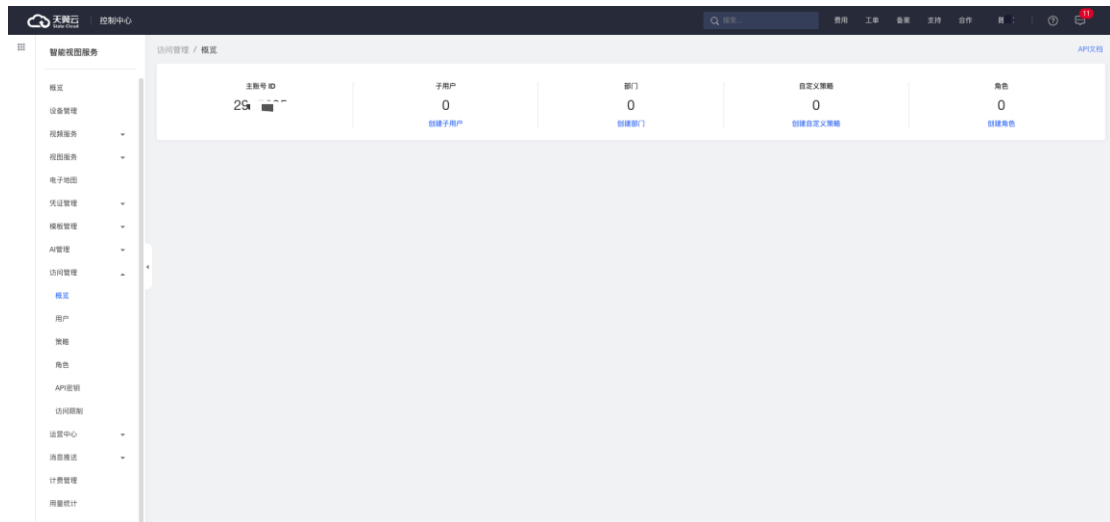 天翼云 控制中心 搜索... 费用 工单 备案 支持 合作 11
State Cloud
智能视图服务
访问管理 / 概览 API文档
概览
设备管理
视频服务
视图服务
电子地图
凭证管理
模板管理
AI管理
访问管理
概览
用户
策略
角色
API密钥
访问限制
运营中心
消息推送
计费管理
用量统计
主账号 ID 子用户 部门 自定义策略 角色
29 0 0 0 0
创建子用户 创建部门 创建自定义策略 创建角色